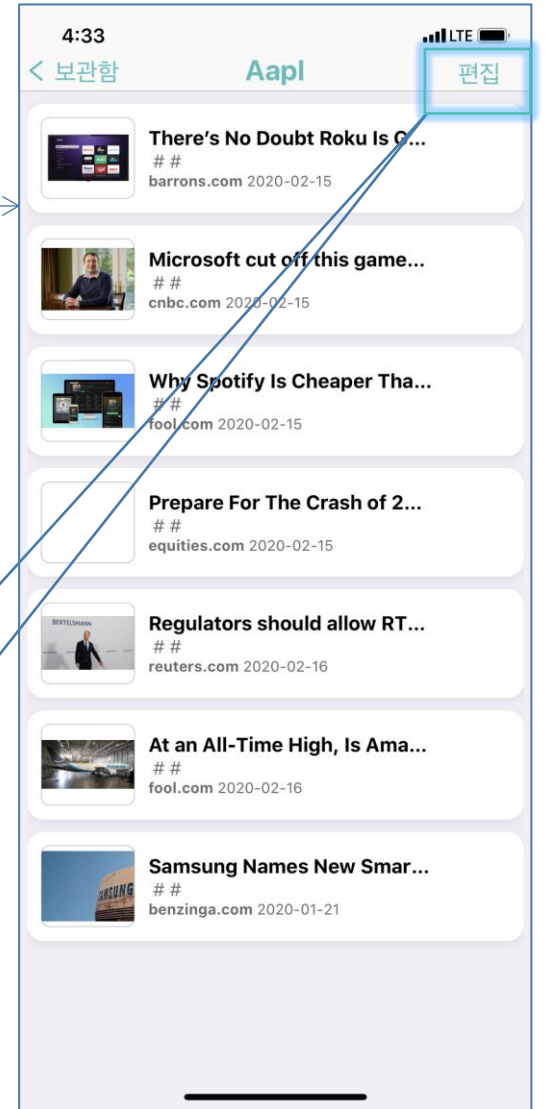 4:33
LTE
< 보관함
Aapl
편집
There’s No Doubt Roku Is G...
# #
barrons.com 2020-02-15
Microsoft cut off this game...
# #
cnbc.com 2020-02-15
Why Spotify Is Cheaper Tha...
# #
fool.com 2020-02-15
Prepare For The Crash of 2...
# #
equities.com 2020-02-15
BERTELSMANN
Regulators should allow RT...
# #
reuters.com 2020-02-16
At an All-Time High, Is Ama...
# #
fool.com 2020-02-16
SAMSUNG
Samsung Names New Smar...
# #
benzinga.com 2020-01-21